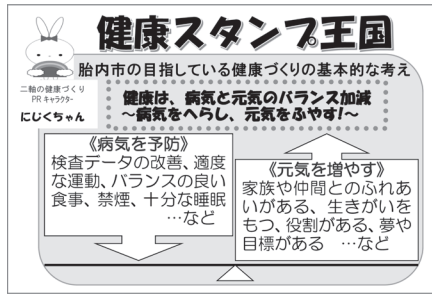 健康スタンプ王国
胎内市の目指している健康づくりの基本的な考え
二軸の健康づくり
PRキャラクター
にじくちゃん
健康は、病気と元気のバランス加減
～病気をへらし、元気をふやす!～
《病気を予防》
検査データの改善、適度
な運動、バランスの良い
食事、禁煙、十分な睡眠
…など
《元気を増やす》
家族や仲間とのふれあ
いがある、生きがいを
もつ、役割がある、夢や
目標がある　…など